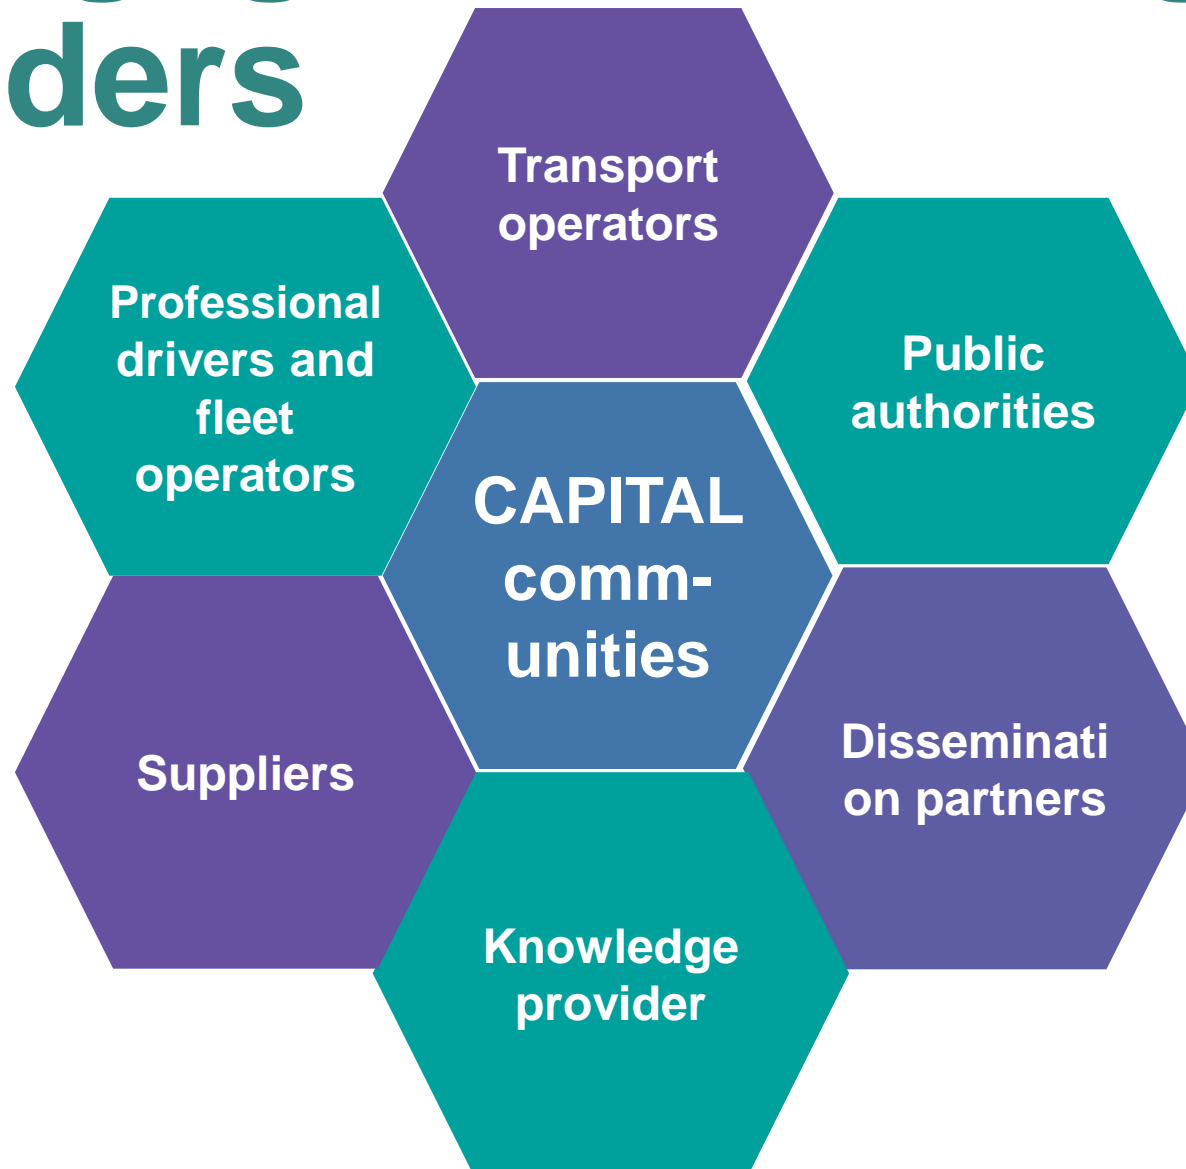 ders
Transport
operators
Professional
drivers and
fleet
operators
Public
authorities
CAPITAL
comm-
unities
Suppliers
Disseminati
on partners
Knowledge
provider